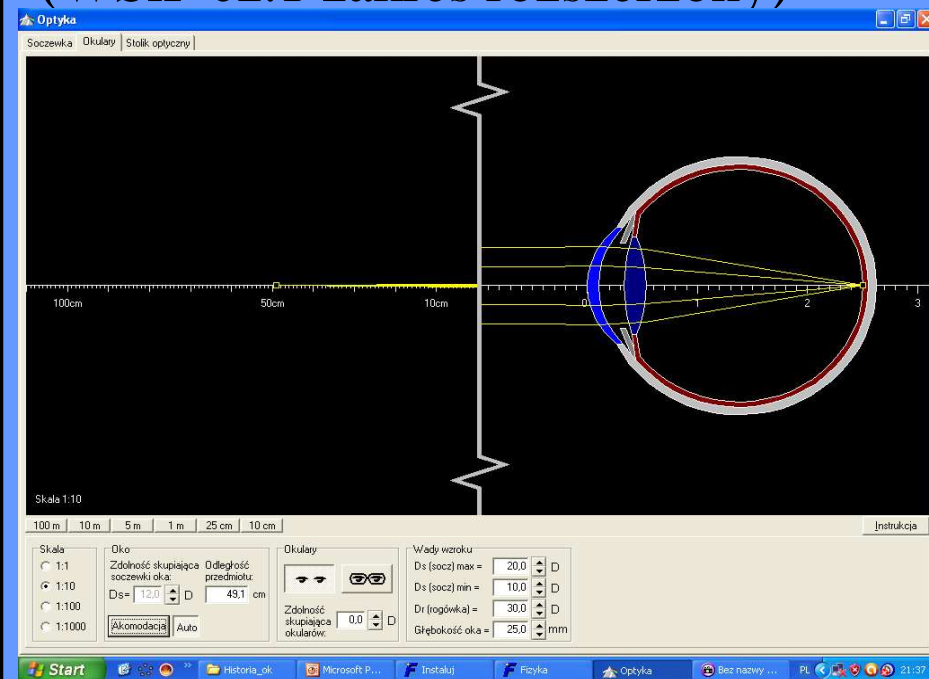 Optyka
Soczewka Okulary Stolik optyczny
100cm 50cm 10cm 0 1 2 3
Skala 1:10
100 m 10 m 5 m 1 m 25 cm 10 cm Instrukcja
Skala
1:1
1:10
1:100
1:1000
Oko
Zdolność skupiająca soczewki oka:
Ds= 12,0 D
Odległość przedmiotu:
49,1 cm
Akomodacja Auto
Okulary
Zdolność skupiająca okularów: 0,0 D
Wady wzroku
Ds (socz) max = 20,0 D
Ds (socz) min = 10,0 D
Dr (rogówka) = 30,0 D
Głębokość oka = 25,0 mm
Start Historia_ok Microsoft P... Instaluj Fizyka Optyka Bez nazwy ... PL 21:37